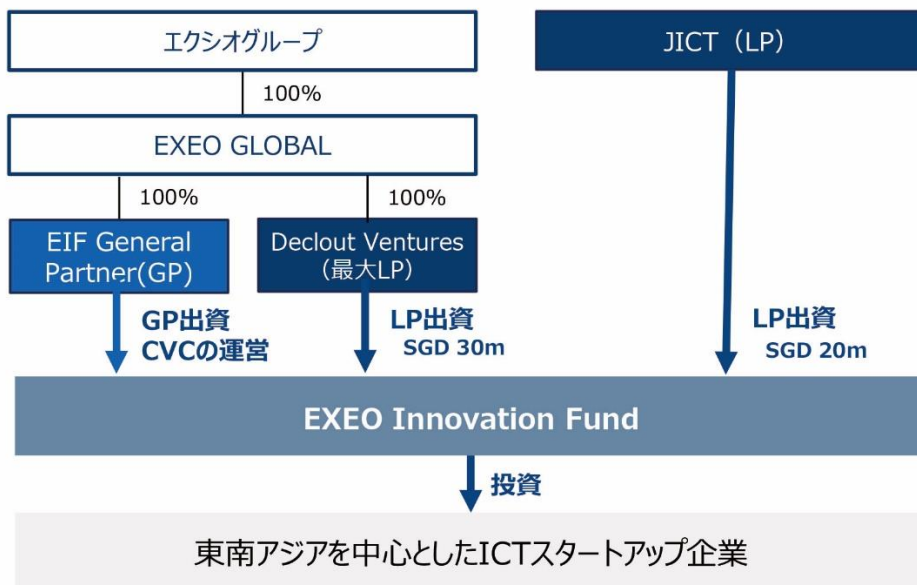 エクシオグループ
JICT（LP）
100%
EXEO GLOBAL
100%
100%
EIF General
Partner(GP)
Declout Ventures
（最大LP）
GP出資
CVCの運営
LP出資
SGD 30m
LP出資
SGD 20m
EXEO Innovation Fund
投資
東南アジアを中心としたICTスタートアップ企業